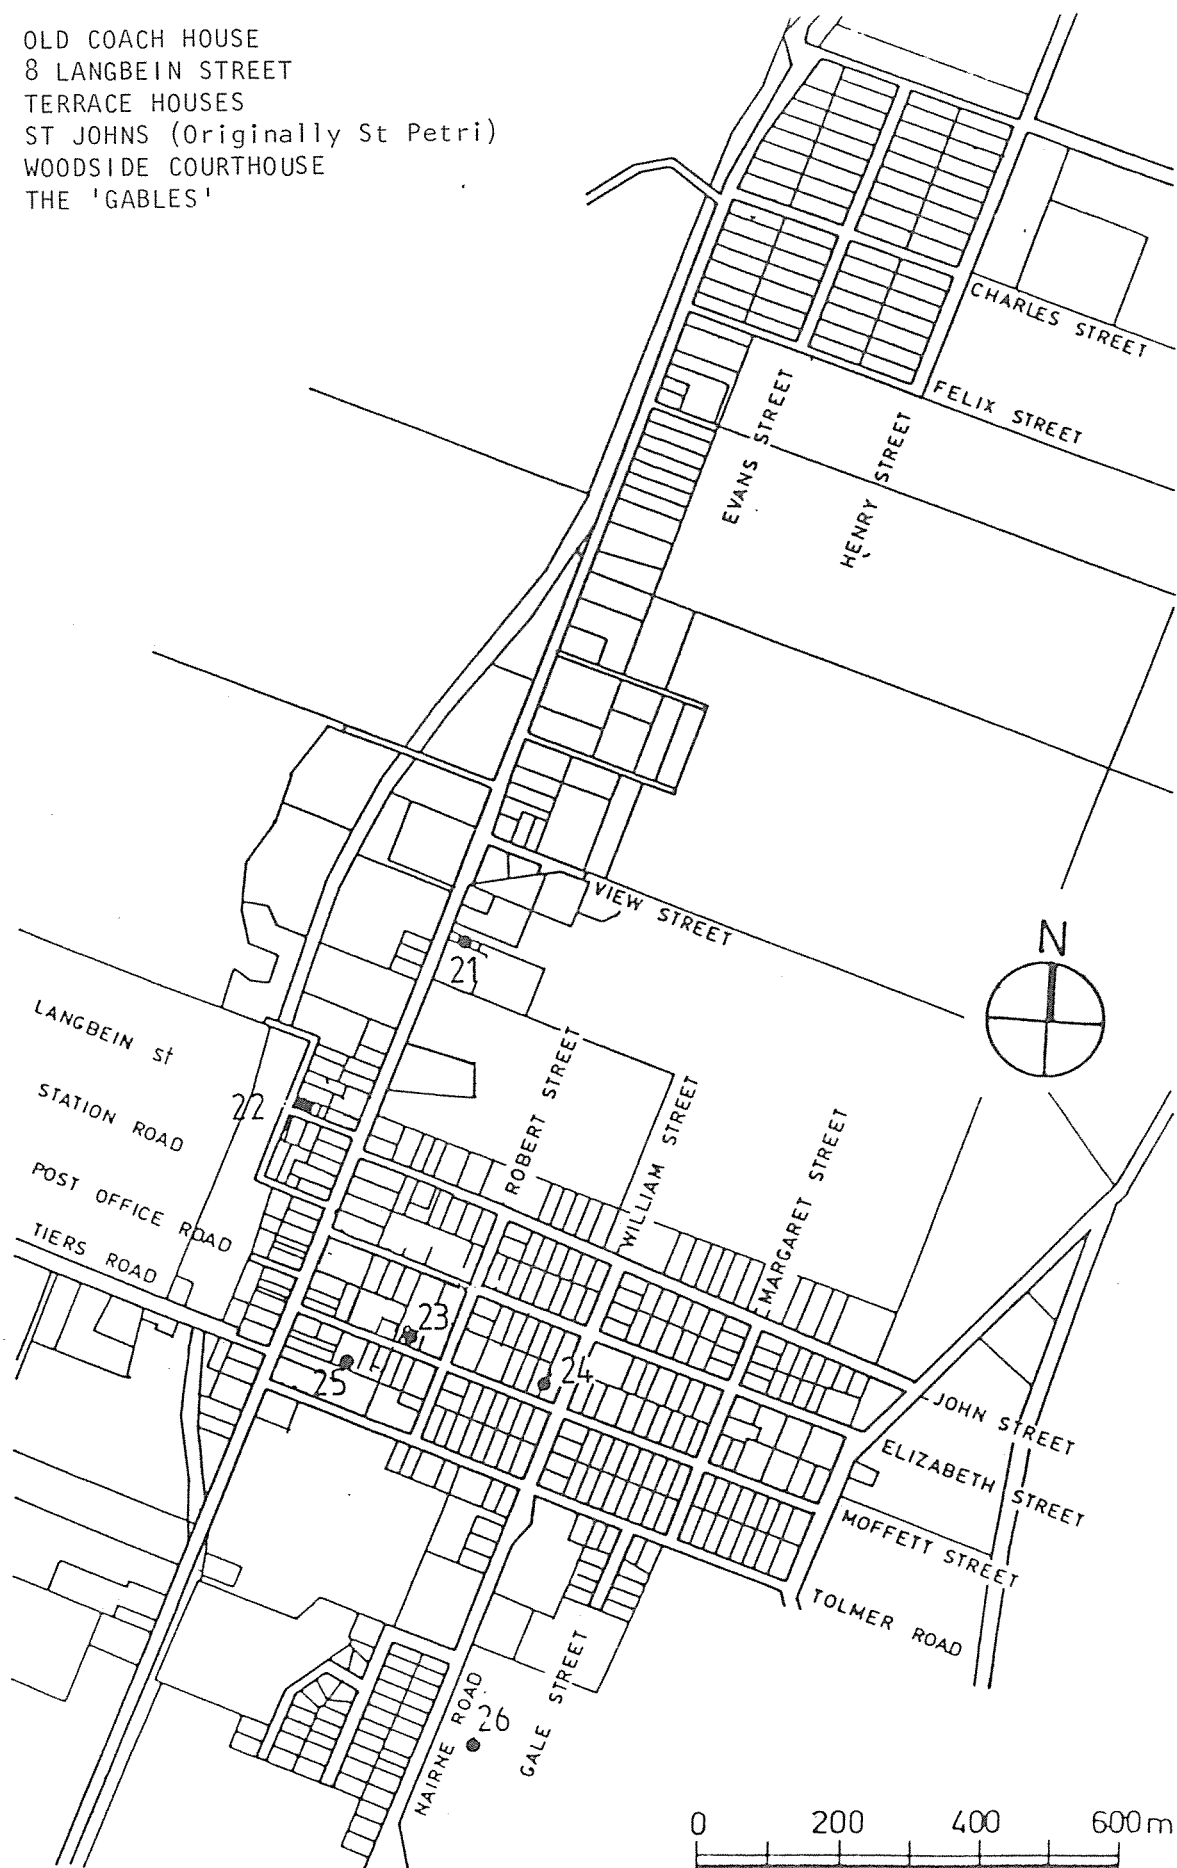 OLD COACH HOUSE
8 LANGBEIN STREET
TERRACE HOUSES
ST JOHNS (Originally St Petri)
WOODSIDE COURTHOUSE
THE 'GABLES'
CHARLES STREET
FELIX STREET
EVANS STREET
HENRY STREET
VIEW STREET
N
21
LANGBEIN St
STATION ROAD
POST OFFICE ROAD
TIERS ROAD
22
ROBERT STREET
WILLIAM STREET
MARGARET STREET
23
24
25
JOHN STREET
ELIZABETH STREET
MOFFETT STREET
TOLMER ROAD
NAIRNE ROAD
26
GALE STREET
0 200 400 600m